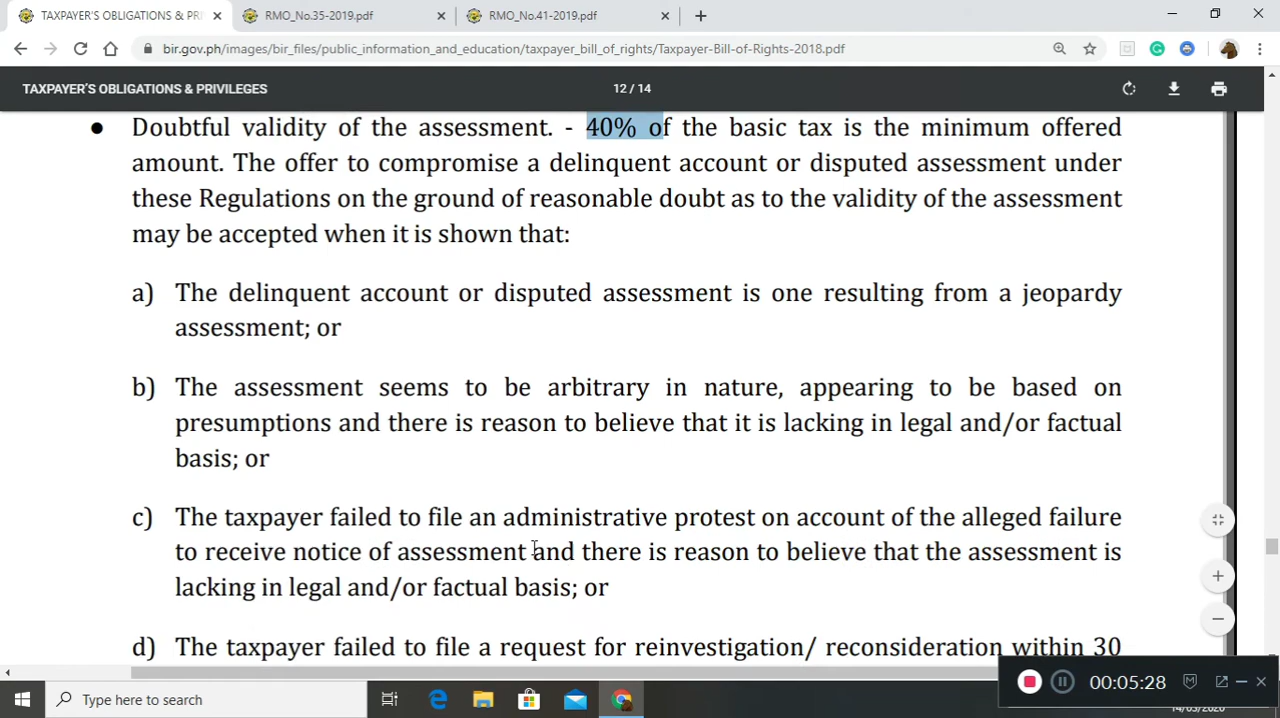 TAXPAYER'S OBLIGATIONS & PRI
RMO_No.35-2019.pdf
RMO_No.41-2019.pdf
bir.gov.ph/images/bir_files/public_information_and_education/taxpayer_bill_of_rights/Taxpayer-Bill-of-Rights-2018.pdf
TAXPAYER'S OBLIGATIONS & PRIVILEGES
12 / 14
● Doubtful validity of the assessment. - 40% of the basic tax is the minimum offered
amount. The offer to compromise a delinquent account or disputed assessment under
these Regulations on the ground of reasonable doubt as to the validity of the assessment
may be accepted when it is shown that:
a) The delinquent account or disputed assessment is one resulting from a jeopardy
assessment; or
b) The assessment seems to be arbitrary in nature, appearing to be based on
presumptions and there is reason to believe that it is lacking in legal and/or factual
basis; or
c) The taxpayer failed to file an administrative protest on account of the alleged failure
to receive notice of assessment and there is reason to believe that the assessment is
lacking in legal and/or factual basis; or
d) The taxpayer failed to file a request for reinvestigation/ reconsideration within 30
00:05:28
Type here to search